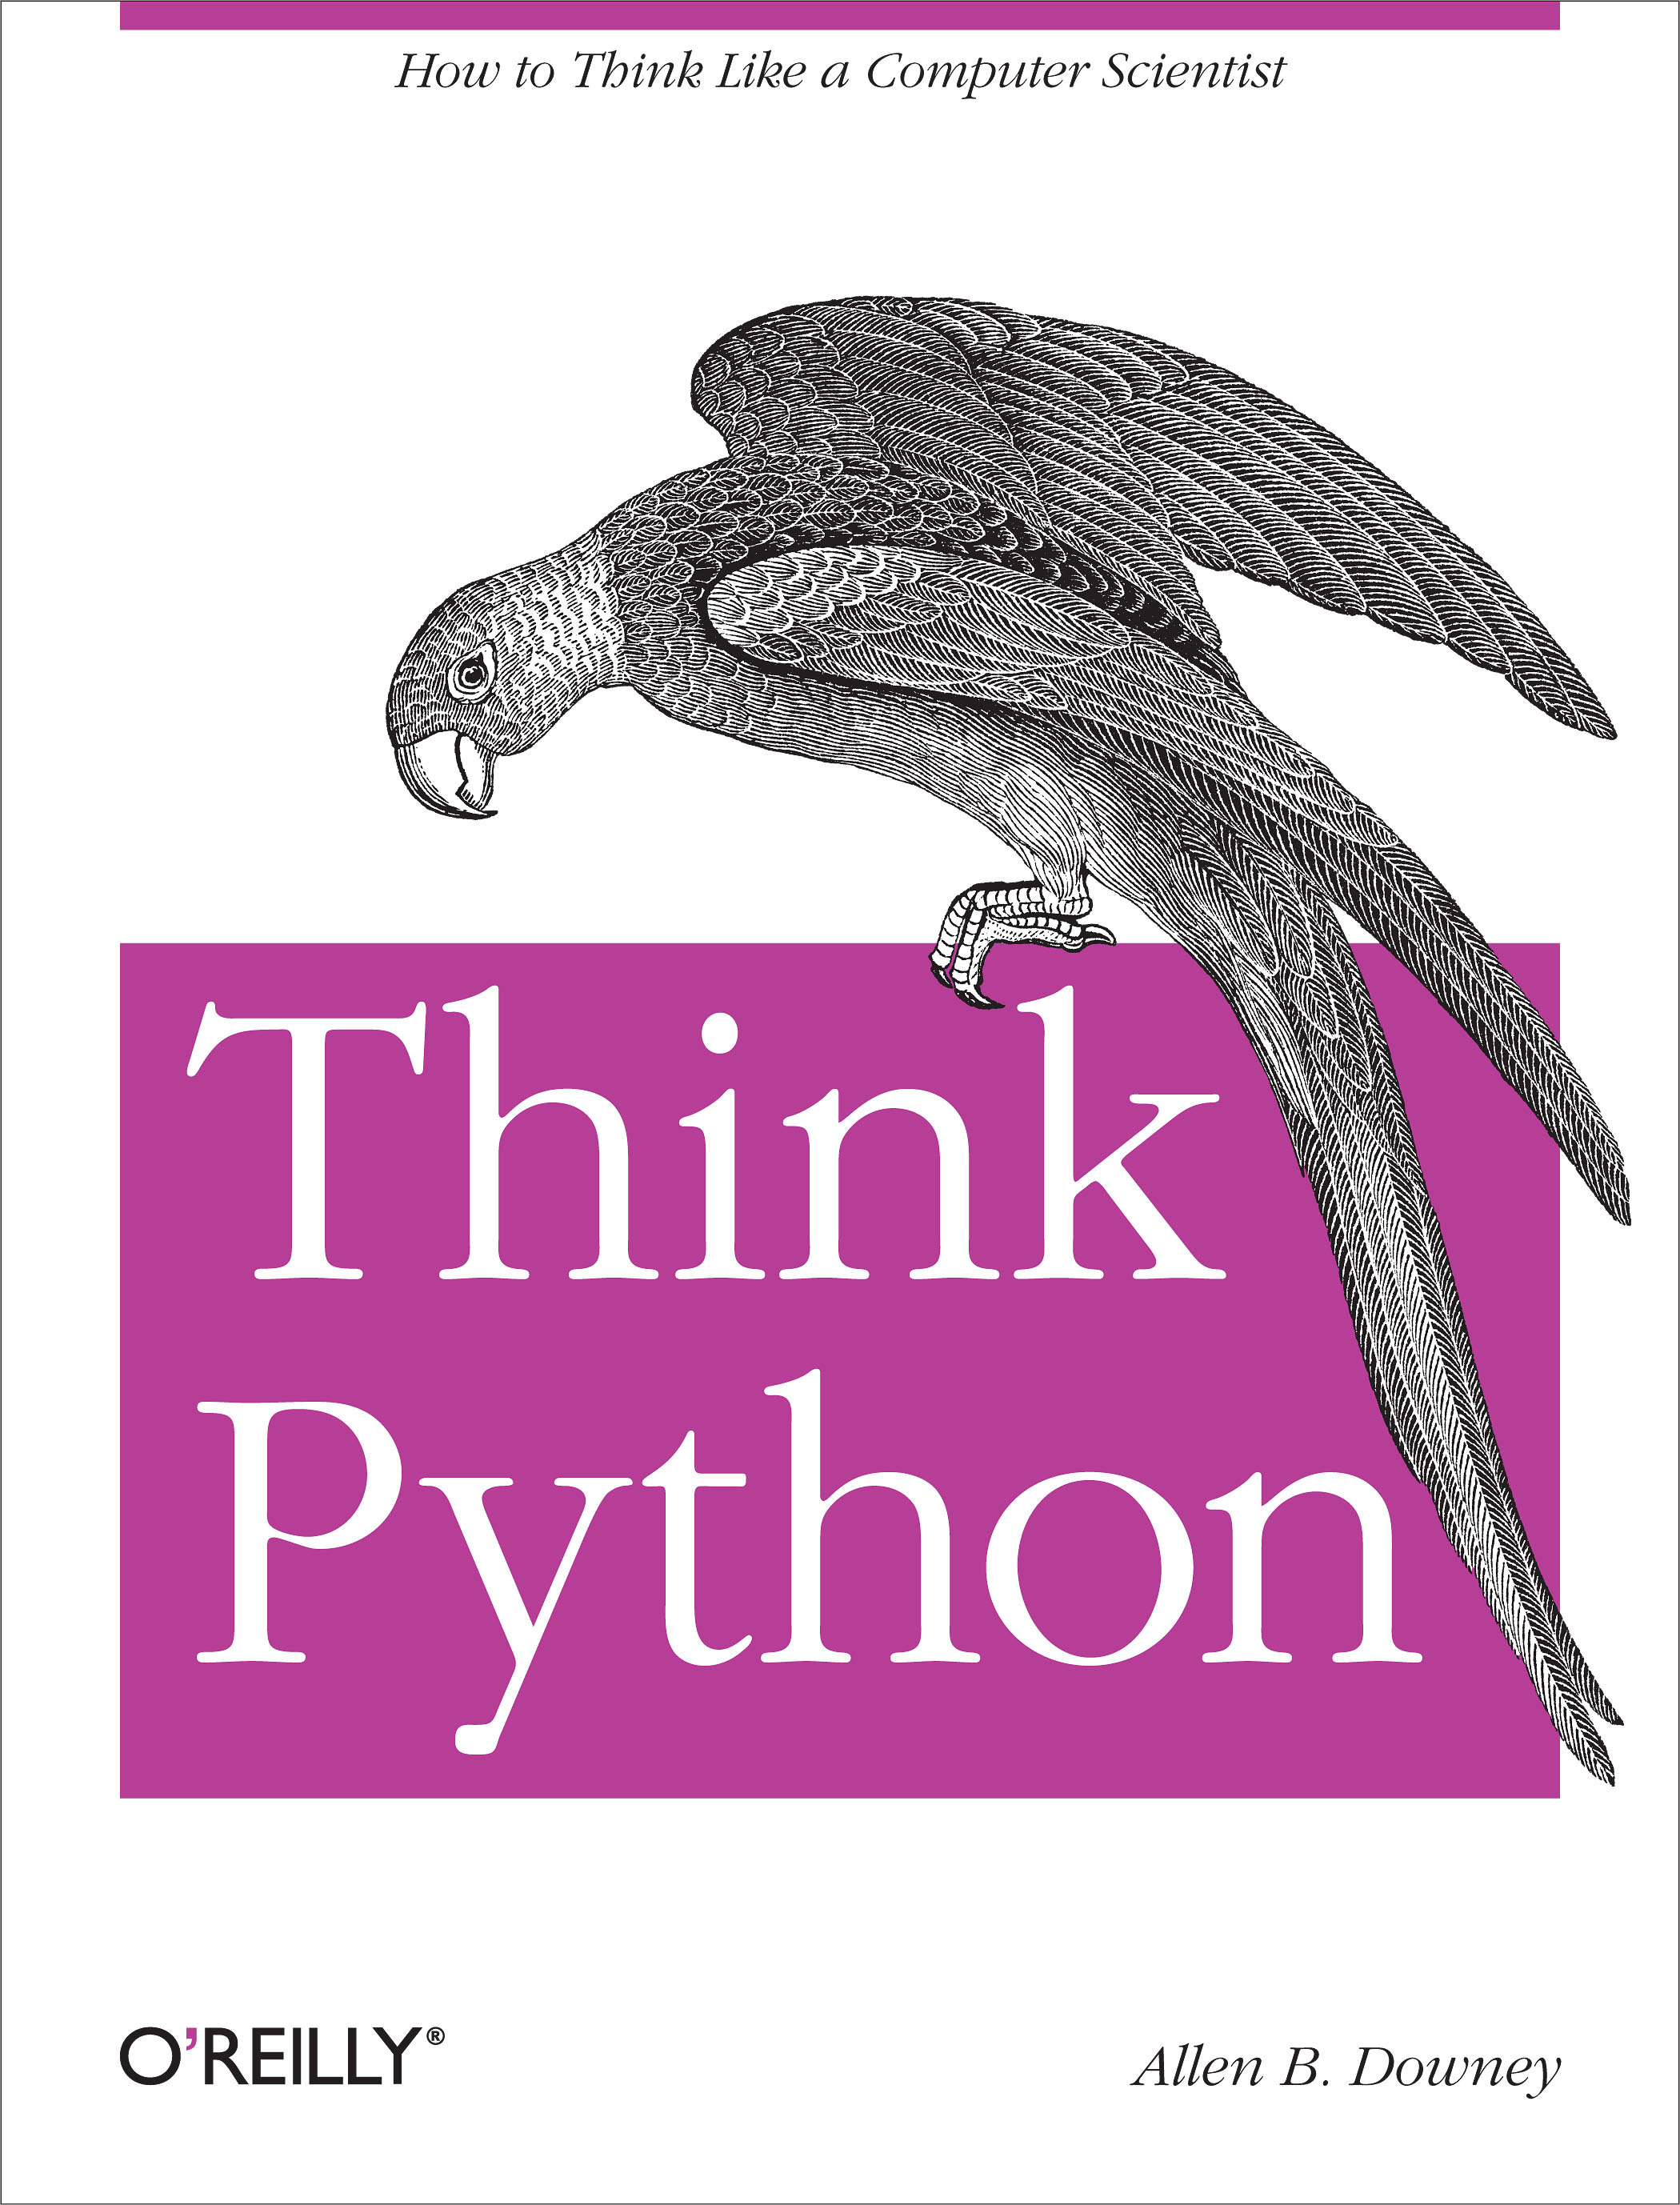 How to Think Like a Computer Scientist
Think
Python
O'REILLY®
Allen B. Downey